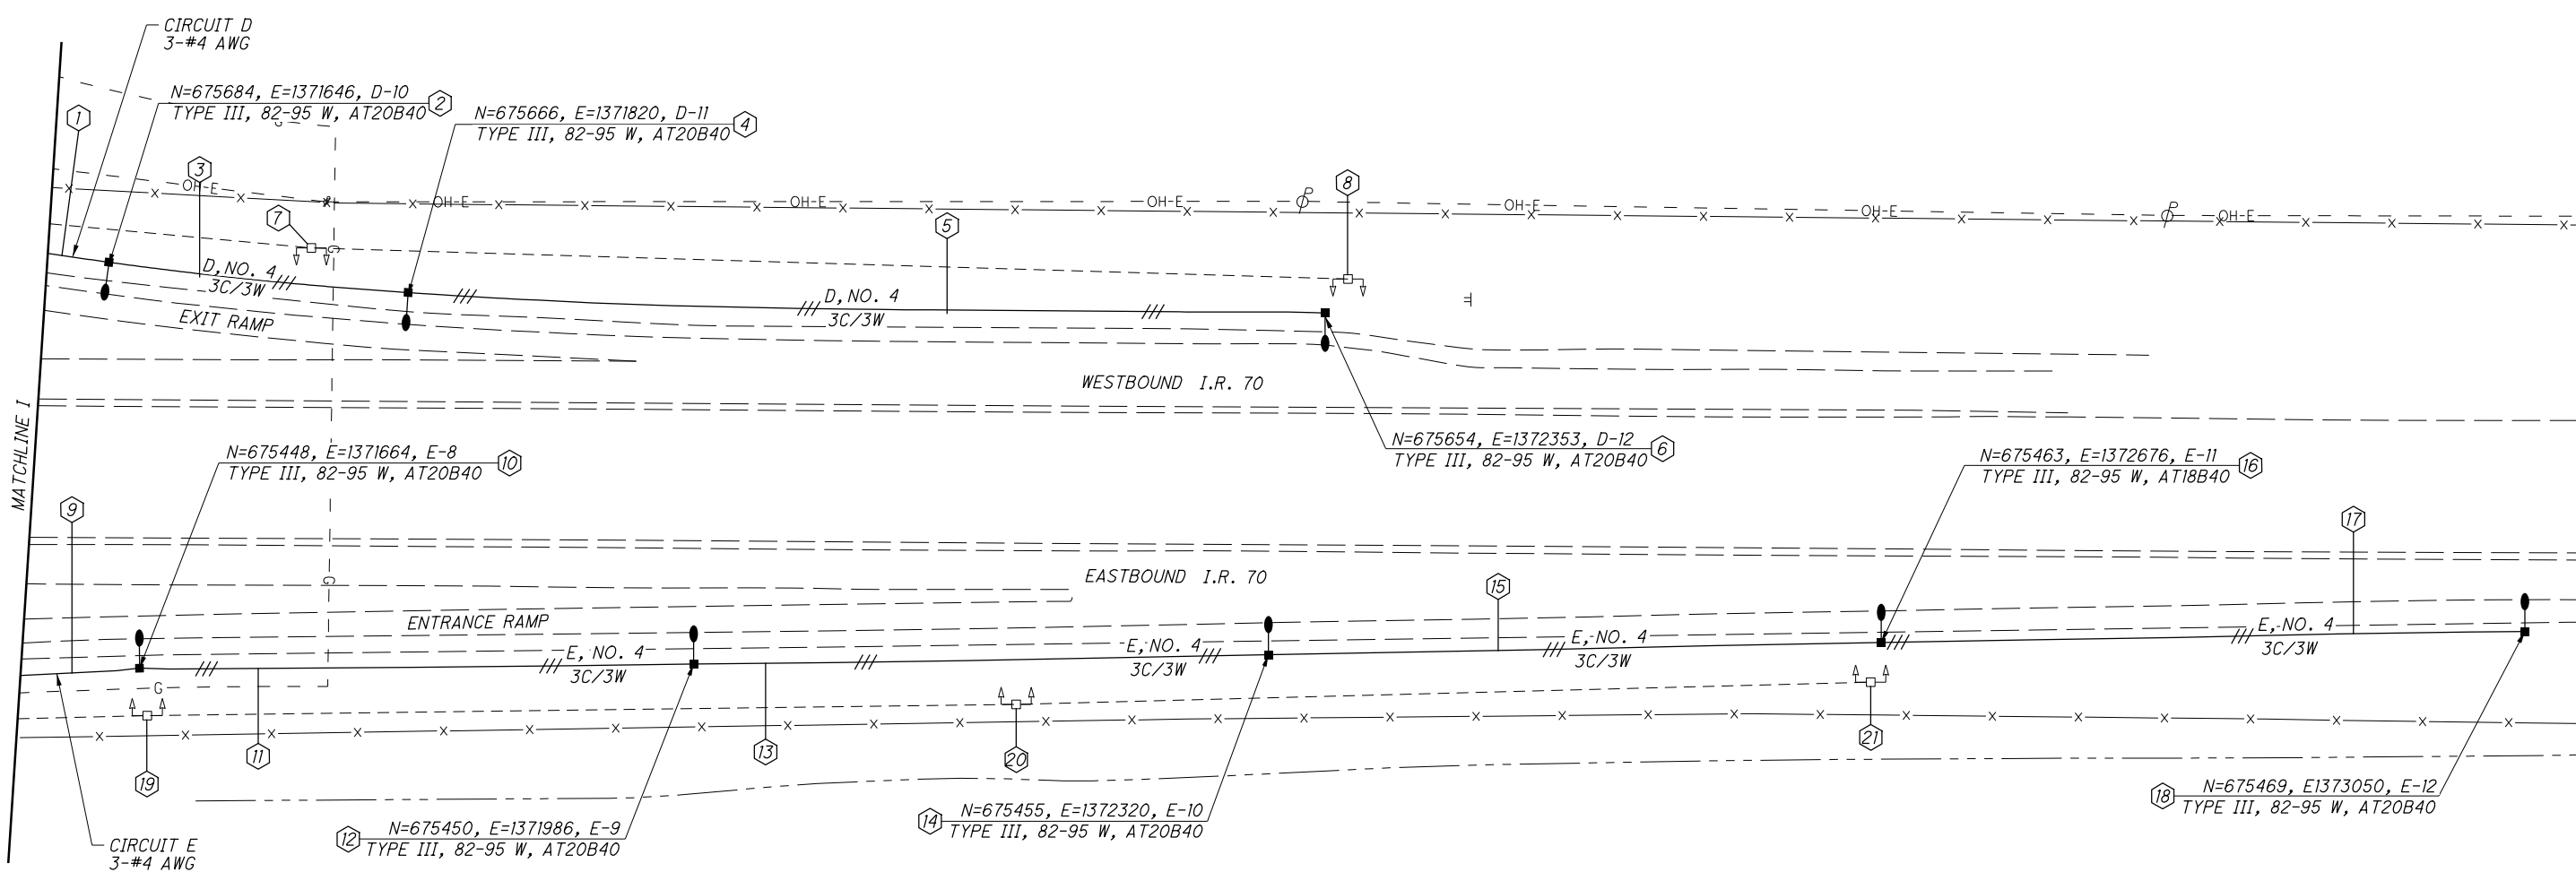 CIRCUIT D
3-#4 AWG
N=675684, E=1371646, D-10
TYPE III, 82-95 W, AT20B40
2
N=675666, E=1371820, D-11
TYPE III, 82-95 W, AT20B40
4
1
3
7
5
8
OH-E
OH-E
OH-E
OH-E
OH-E
OH-E
OH-E
P
P
G
G
D, NO. 4
3C/3W
D, NO. 4
3C/3W
EXIT RAMP
WESTBOUND I.R. 70
MATCHLINE I
N=675654, E=1372353, D-12
TYPE III, 82-95 W, AT20B40
6
N=675448, E=1371664, E-8
TYPE III, 82-95 W, AT20B40
10
N=675463, E=1372676, E-11
TYPE III, 82-95 W, AT18B40
16
9
17
15
G
EASTBOUND I.R. 70
ENTRANCE RAMP
E, NO. 4
3C/3W
E, NO. 4
3C/3W
E, NO. 4
3C/3W
E, NO. 4
3C/3W
G
19
11
13
20
21
N=675450, E=1371986, E-9
TYPE III, 82-95 W, AT20B40
12
N=675455, E=1372320, E-10
TYPE III, 82-95 W, AT20B40
14
N=675469, E1373050, E-12
TYPE III, 82-95 W, AT20B40
18
CIRCUIT E
3-#4 AWG